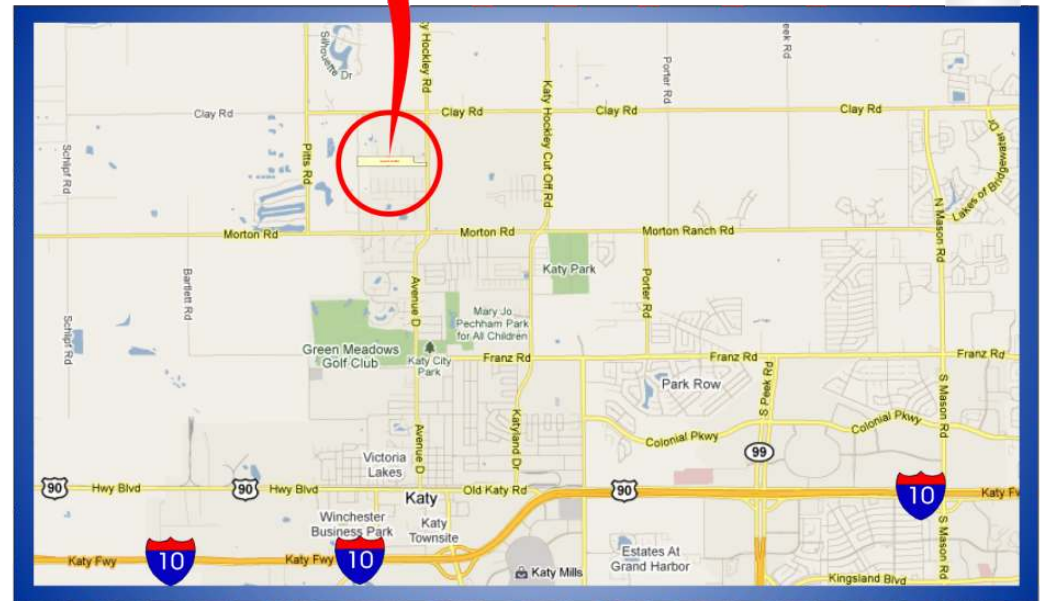 Silhouette Dr
y Hockley Rd
eek Rd
Porter Rd
Clay Rd
Clay Rd
Clay Rd
Clay Rd
Katy Hockley Cut Off Rd
Schlipf Rd
Pitts Rd
Lakes of Bridgewater Dr
N Mason Rd
Morton Rd
Morton Rd
Morton Ranch Rd
Katy Park
Bartlett Rd
Avenue D
Porter Rd
Mary Jo
Pechham Park
for All Children
Schlipf Rd
Green Meadows
Golf Club
Katy City
Park
Franz Rd
Franz Rd
Franz Rd
Park Row
S Peek Rd
S Mason Rd
Katyland Dr
Colonial Pkwy
Colonial Pkwy
Avenue D
99
Victoria
Lakes
90
Hwy Blvd
90
Hwy Blvd
Katy
Old Katy Rd
90
10
Katy F
Winchester
Business Park
Katy
Townsite
S Mason Rd
Katy Fwy
10
Katy Fwy
10
Katy Mills
Estates At
Grand Harbor
Kingsland Blvd